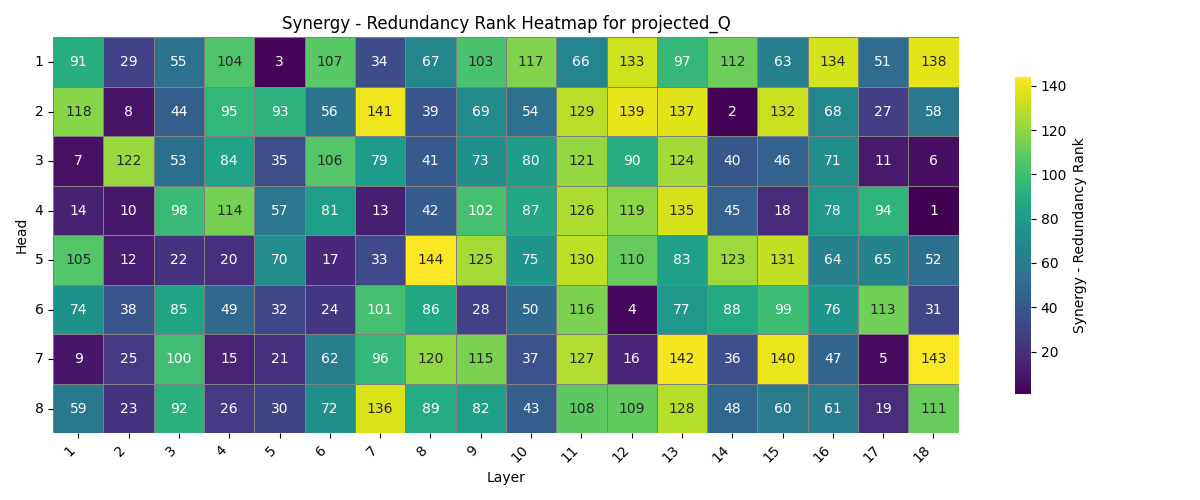 Synergy - Redundancy Rank Heatmap for projected_Q
Head
1 91 29 55 104 3 107 34 67 103 117 66 133 97 112 63 134 51 138
2 118 8 44 95 93 56 141 39 69 54 129 139 137 2 132 68 27 58
3 7 122 53 84 35 106 79 41 73 80 121 90 124 40 46 71 11 6
4 14 10 98 114 57 81 13 42 102 87 126 119 135 45 18 78 94 1
5 105 12 22 20 70 17 33 144 125 75 130 110 83 123 131 64 65 52
6 74 38 85 49 32 24 101 86 28 50 116 4 77 88 99 76 113 31
7 9 25 100 15 21 62 96 120 115 37 127 16 142 36 140 47 5 143
8 59 23 92 26 30 72 136 89 82 43 108 109 128 48 60 61 19 111
1 2 3 4 5 6 7 8 9 10 11 12 13 14 15 16 17 18
Layer
140
120
100
80
60
40
20
Synergy - Redundancy Rank